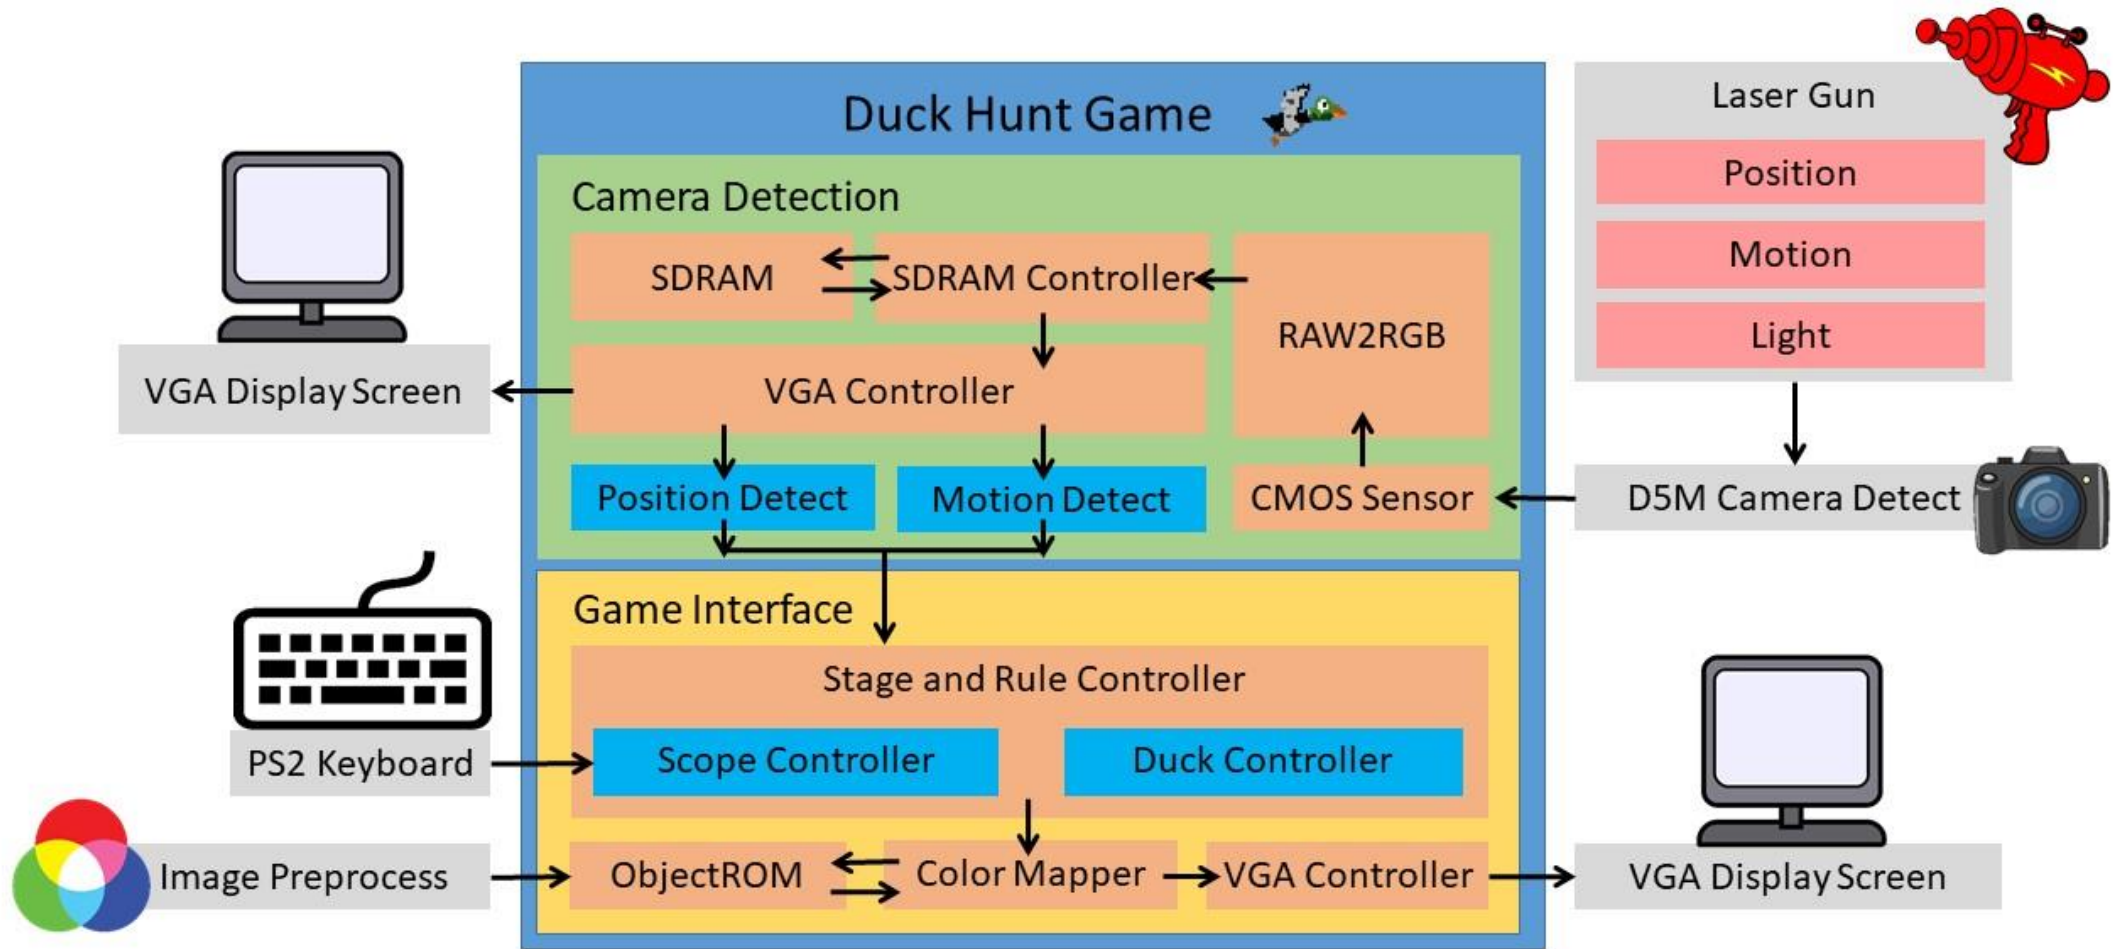 Duck Hunt Game
Laser Gun
Position
Motion
Light
Camera Detection
SDRAM
SDRAM Controller
RAW2RGB
VGA Display Screen
VGA Controller
Position Detect
Motion Detect
CMOS Sensor
D5M Camera Detect
Game Interface
Stage and Rule Controller
PS2 Keyboard
Scope Controller
Duck Controller
Image Preprocess
ObjectROM
Color Mapper
VGA Controller
VGA Display Screen